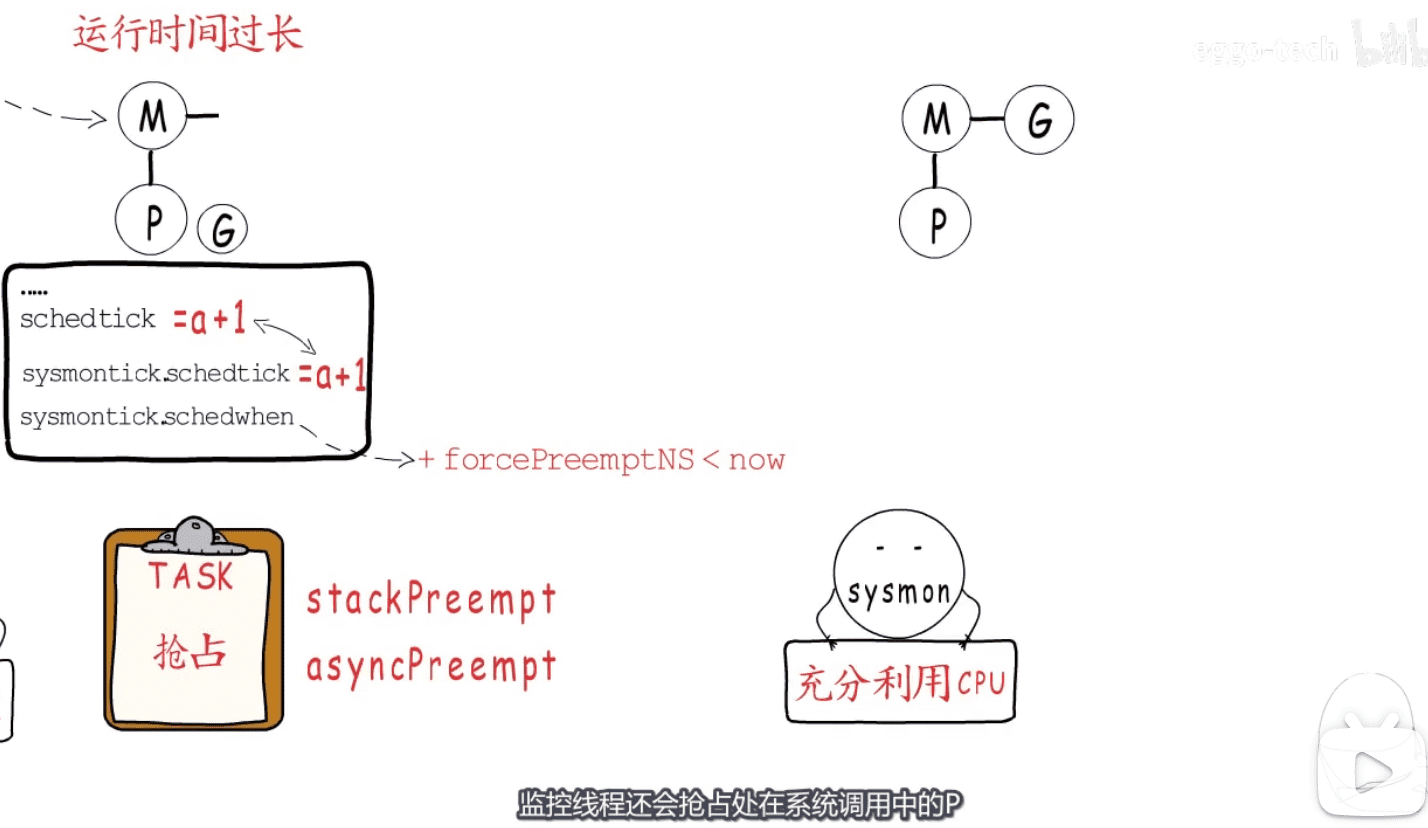 运行时间过长
eggo-tech bilibili
M
M G
P G
P
.....
schedtick =a+1
sysmontick.schedtick =a+1
sysmontick.schedwhen
+ forcePreemptNS < now
TASK
抢占
stackPreempt
asyncPreempt
sysmon
充分利用CPU
监控线程还会抢占处在系统调用中的P